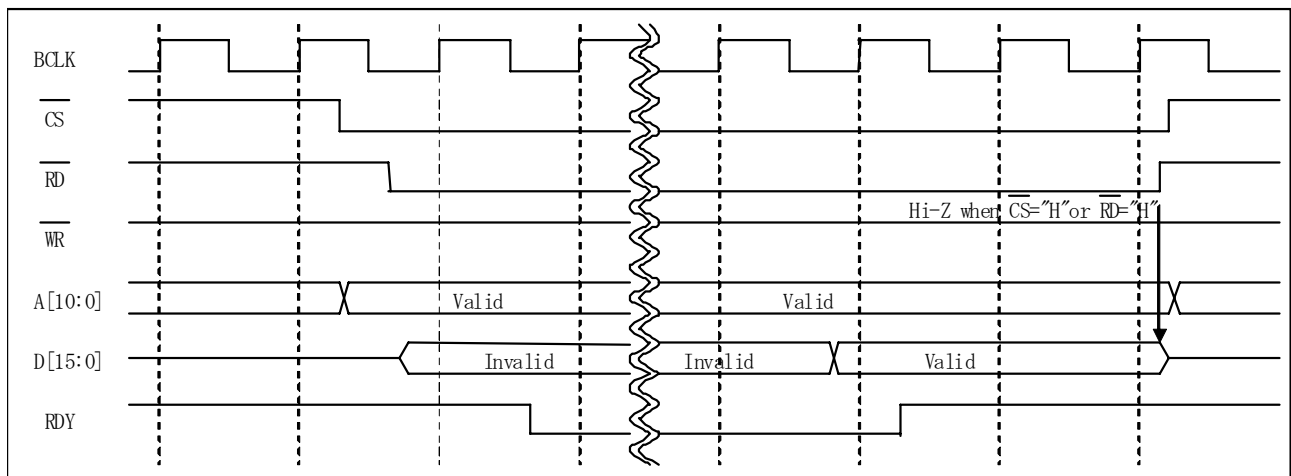 BCLK
CS
RD
Hi-Z when CS="H"or RD="H"
WR
A[10:0]
Valid
Valid
D[15:0]
Invalid
Invalid
Valid
RDY